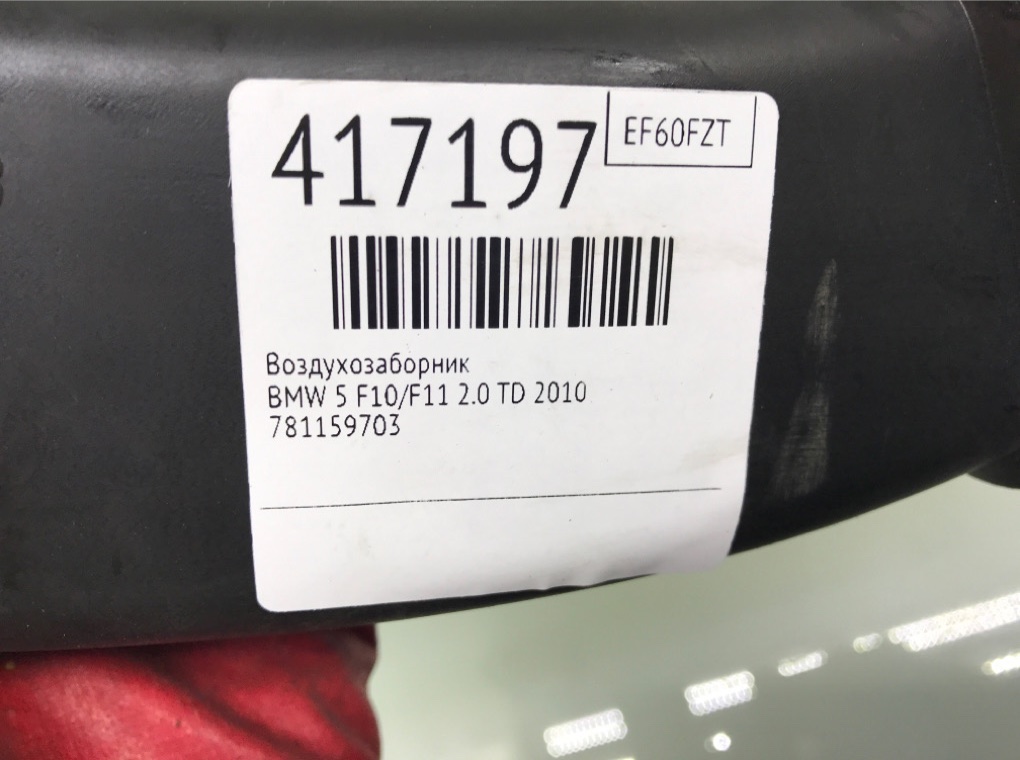 417197
EF60FZT
Воздухозаборник
BMW 5 F10/F11 2.0 TD 2010
781159703